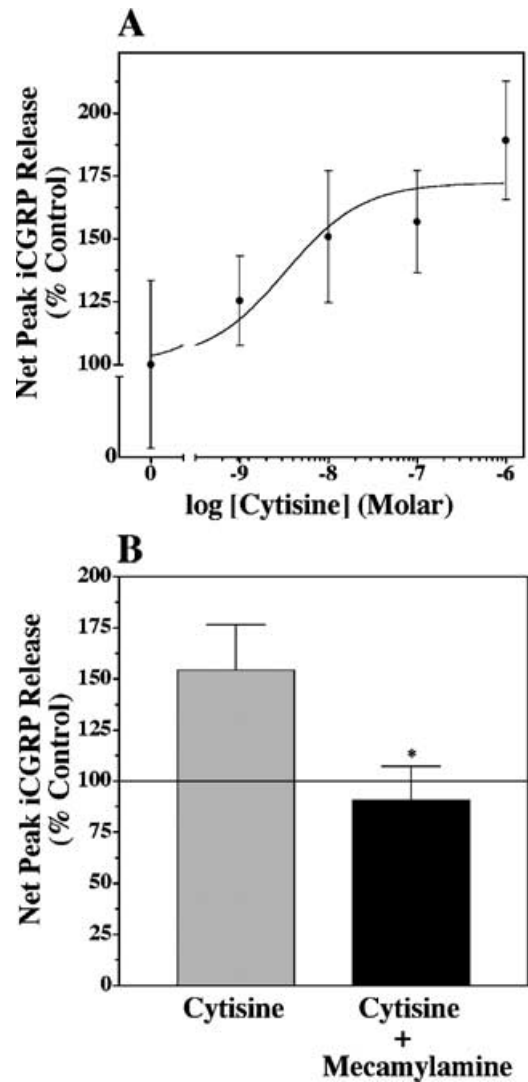 A
Net Peak iCGRP Release
(% Control)
200
175
150
125
100
0
0
-9
-8
-7
-6
log [Cytisine] (Molar)
B
Net Peak iCGRP Release
(% Control)
200
175
150
125
100
75
50
25
0
*
Cytisine
Cytisine
+
Mecamylamine